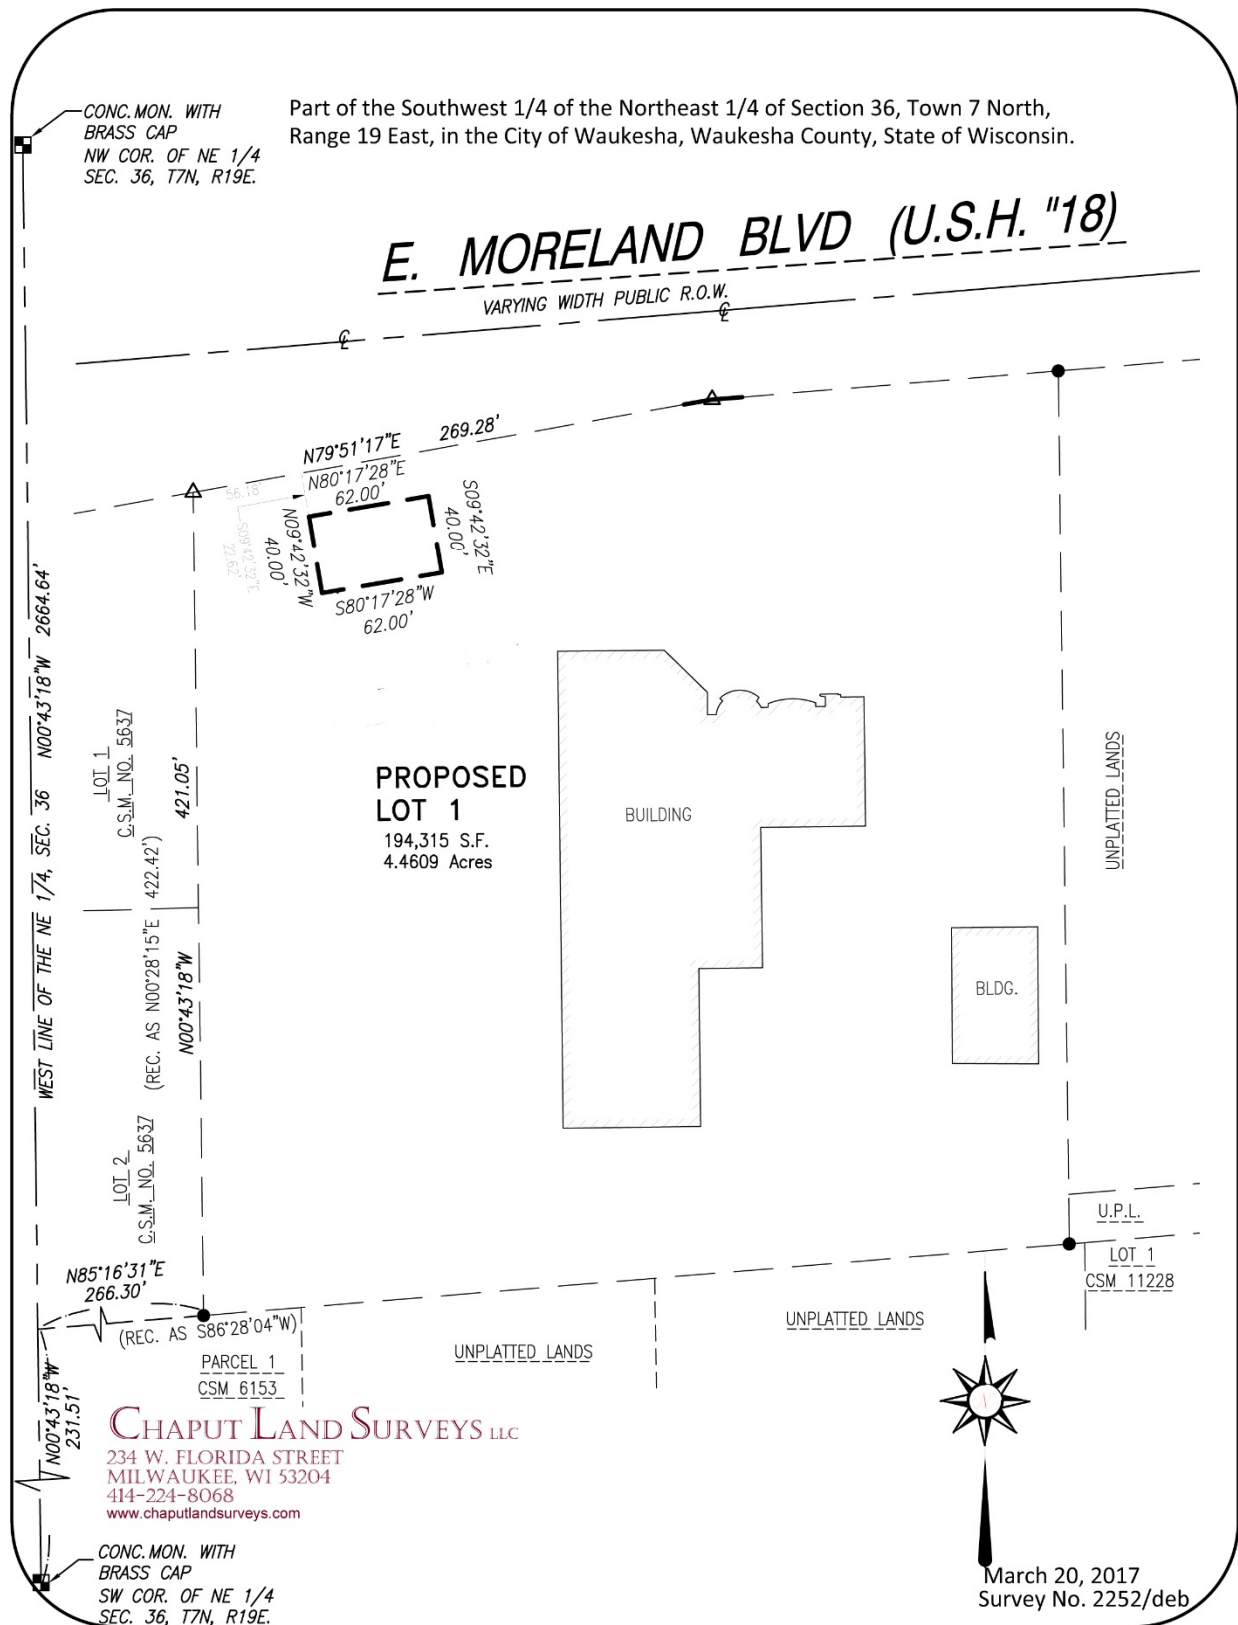 CONC. MON. WITH
BRASS CAP
NW COR. OF NE 1/4
SEC. 36, T7N, R19E.
Part of the Southwest 1/4 of the Northeast 1/4 of Section 36, Town 7 North,
Range 19 East, in the City of Waukesha, Waukesha County, State of Wisconsin.
E. MORELAND BLVD (U.S.H. "18)
VARYING WIDTH PUBLIC R.O.W.
N79°51'17"E 269.28'
N80°17'28"E
62.00'
56.18'
S09°42'32"E
22.62'
N09°42'32"W
40.00'
S09°42'32"E
40.00'
S80°17'28"W
62.00'
WEST LINE OF THE NE 1/4, SEC. 36 N00°43'18"W 2664.64'
LOT 1
C.S.M. NO. 5637
421.05'
(REC. AS N00°28'15"E 422.42')
N00°43'18"W
LOT 2
C.S.M. NO. 5637
PROPOSED
LOT 1
194,315 S.F.
4.4609 Acres
BUILDING
BLDG.
UNPLATTED LANDS
U.P.L.
LOT 1
CSM 11228
N85°16'31"E
266.30'
(REC. AS S86°28'04"W)
PARCEL 1
CSM 6153
UNPLATTED LANDS
UNPLATTED LANDS
N00°43'18"W
231.51'
CHAPUT LAND SURVEYS LLC
234 W. FLORIDA STREET
MILWAUKEE, WI 53204
414-224-8068
www.chaputlandsurveys.com
CONC. MON. WITH
BRASS CAP
SW COR. OF NE 1/4
SEC. 36, T7N, R19E.
March 20, 2017
Survey No. 2252/deb